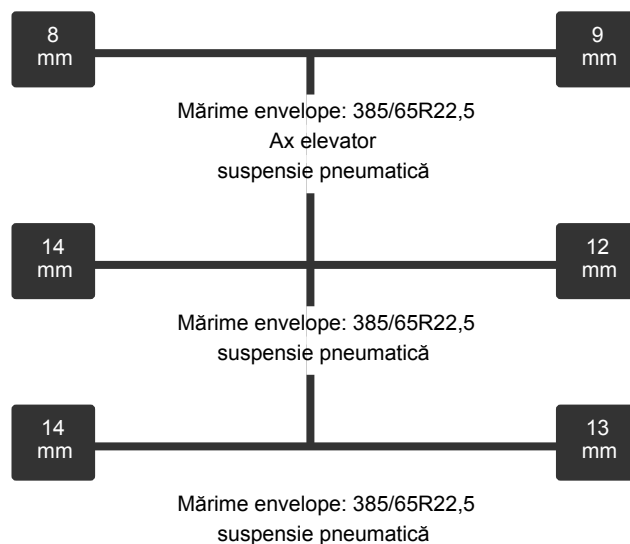 8
mm
9
mm
Mărime envelope: 385/65R22,5
Ax elevator
suspensie pneumatică
14
mm
12
mm
Mărime envelope: 385/65R22,5
suspensie pneumatică
14
mm
13
mm
Mărime envelope: 385/65R22,5
suspensie pneumatică